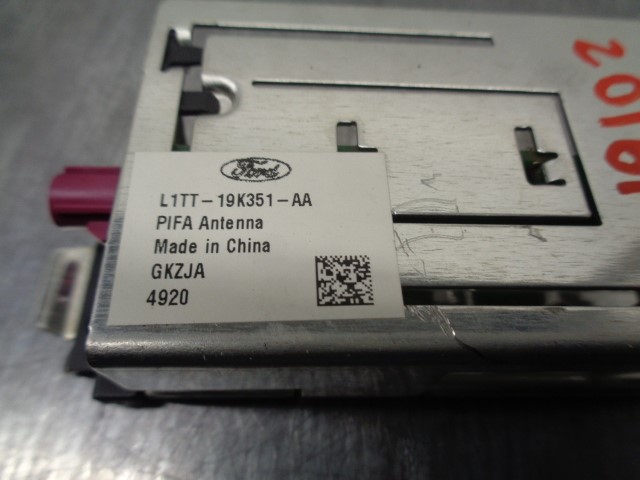 Ford
L1TT-19K351-AA
PIFA Antenna
Made in China
GKZJA
4920